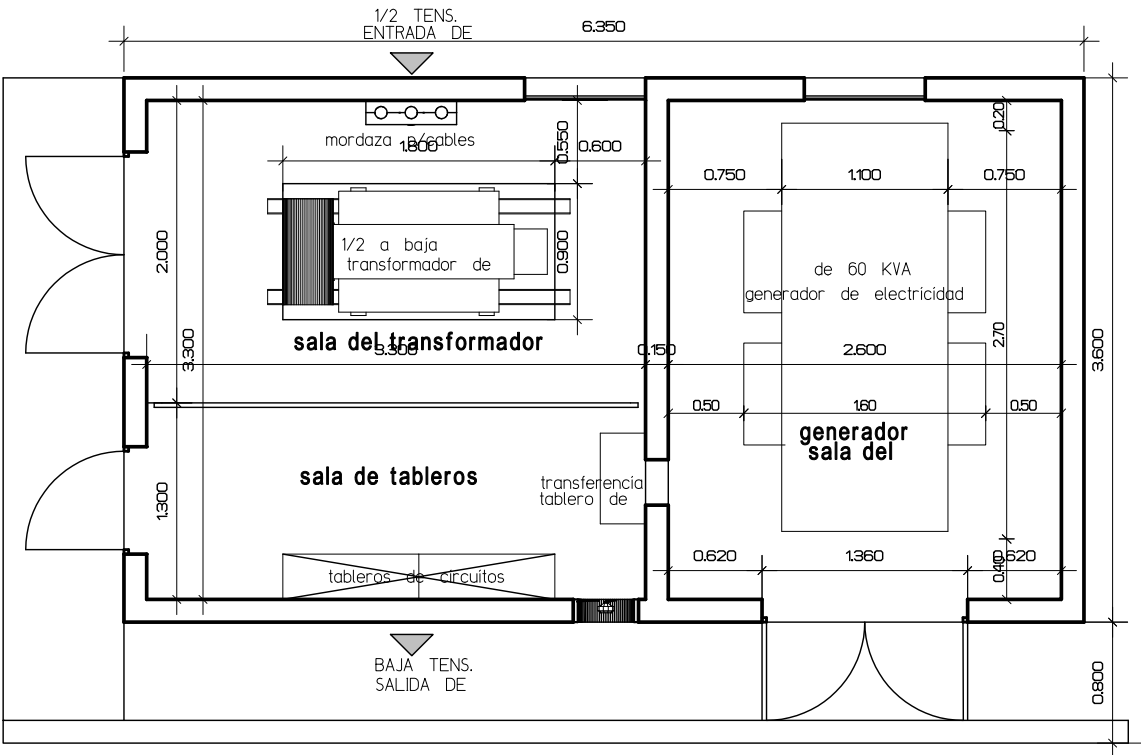 1/2 TENS.
ENTRADA DE
6.350
mordaza p/cables
1.800
0.550
0.600
0.20
0.750
1.100
0.750
2.000
1/2 a baja
transformador de
0.900
de 60 KVA
generador de electricidad
2.70
3.300
sala del transformador
3.300
0.150
2.600
3.600
0.50
1.60
0.50
generador
sala del
sala de tableros
transferencia
tablero de
1.300
0.620
1.360
0.40
0.620
tableros de circuitos
BAJA TENS.
SALIDA DE
0.800